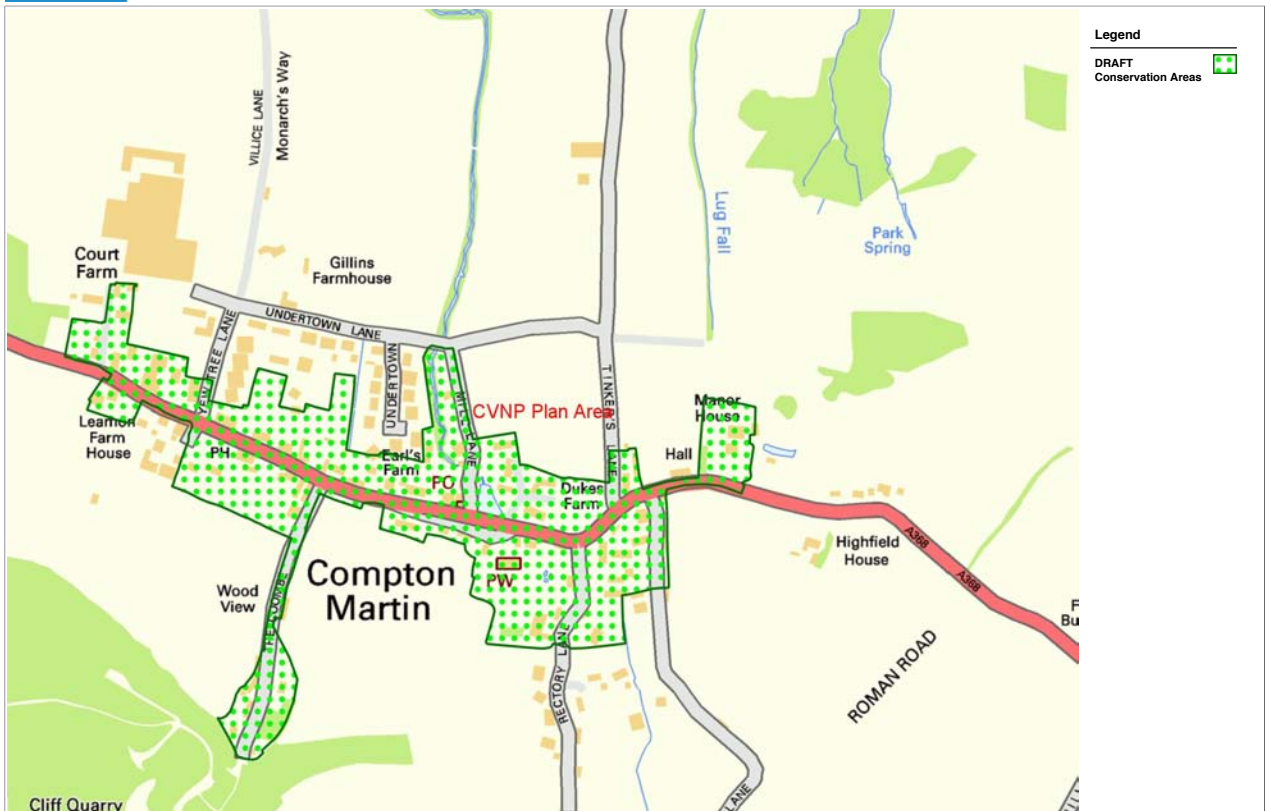 Legend
DRAFT
Conservation Areas
VILLICE LANE
Monarch's Way
Lug Fall
Park
Spring
Court
Farm
Gillins
Farmhouse
UNDERTOWN LANE
YEW TREE LANE
UNDERTOWN
MILL LANE
TINKER'S LANE
CVNP Plan Area
Manor
House
Leamon
Farm
House
PH
Earl's
Farm
PO
Hall
Dukes
Farm
A368
A368
Highfield
House
PW
Compton
Martin
Wood
View
THE COOMBE
RECTORY LANE
ROMAN ROAD
F
Bu
LANE
Cliff Quarry